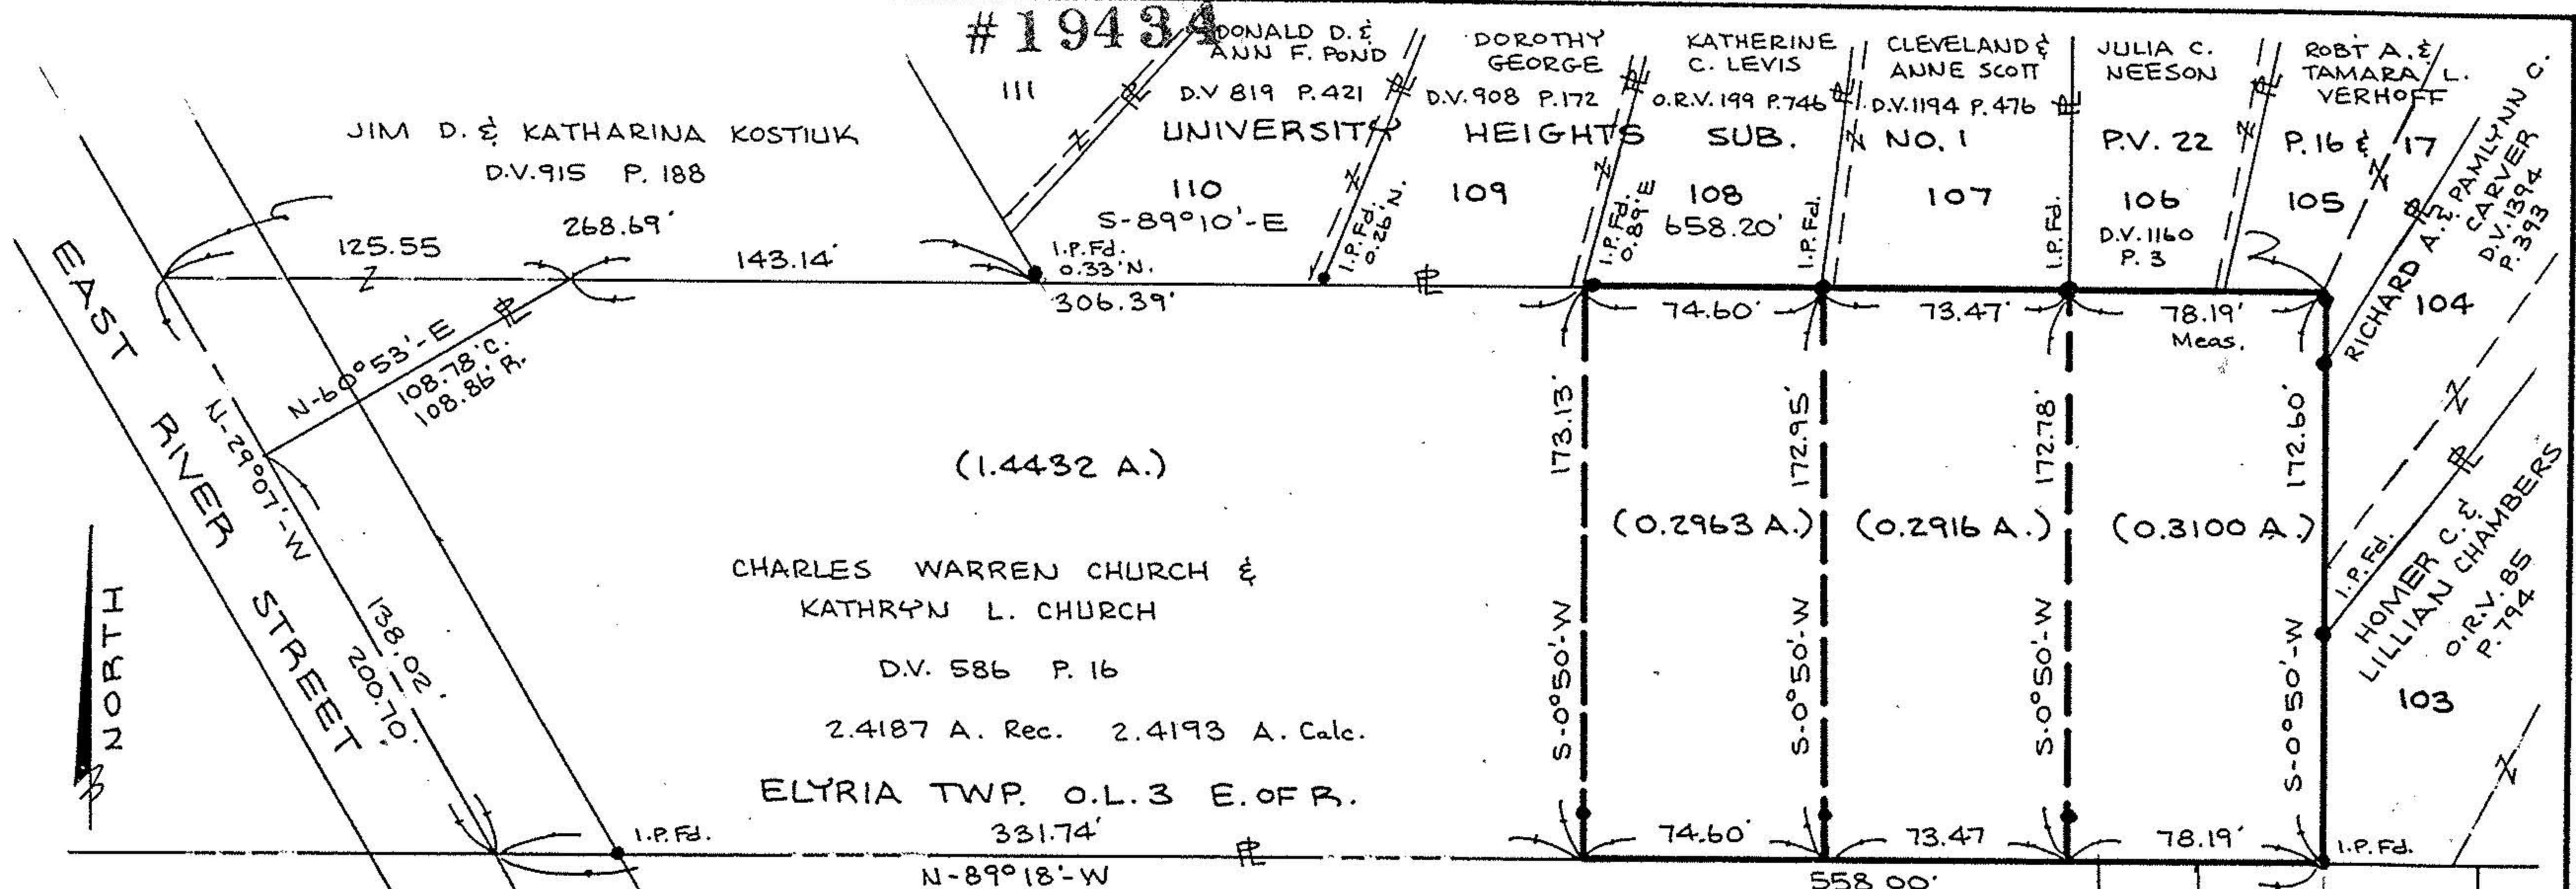 #19434
111
DONALD D. &
ANN F. POND
D.V 819 P.421
DOROTHY
GEORGE
D.V. 908 P.172
KATHERINE
C. LEVIS
O.R.V. 199 P.746
CLEVELAND &
ANNE SCOTT
D.V. 1194 P. 476
JULIA C.
NEESON
ROB'T A. &
TAMARA L.
VERHOFF
UNIVERSITY HEIGHTS SUB. NO. 1 P.V. 22 P. 16 & 17
JIM D. & KATHARINA KOSTIUK
D.V. 915 P. 188
268.69'
125.55
143.14'
110
109
108
107
106
105
S-89°10'-E
658.20'
D.V. 1160
P. 3
I.P. Fd.
0.33' N.
I.P. Fd.
0.26' N.
I.P. Fd.
0.89' E
I.P. Fd.
I.P. Fd.
RICHARD A. & PAMLYNN C.
CARVER
D.V. 1394
P. 393
104
306.39'
74.60'
73.47'
78.19'
Meas.
EAST RIVER STREET
N-60°53'-E
108.78' C.
108.86' R.
N-29°07'-W
138.02'
200.70'
NORTH
(1.4432 A.)
173.13'
172.95'
172.78'
172.60'
(0.2963 A.)
(0.2916 A.)
(0.3100 A.)
S-0°50'-W
S-0°50'-W
S-0°50'-W
S-0°50'-W
I.P. Fd.
HOMER C. &
LILLIAN CHAMBERS
O.R.V. 85
P. 794
103
CHARLES WARREN CHURCH &
KATHRYN L. CHURCH
D.V. 586 P. 16
2.4187 A. Rec. 2.4193 A. Calc.
ELYRIA TWP. O.L. 3 E. OF R.
I.P. Fd.
331.74'
74.60'
73.47
78.19'
I.P. Fd.
N-89°18'-W
558.00'